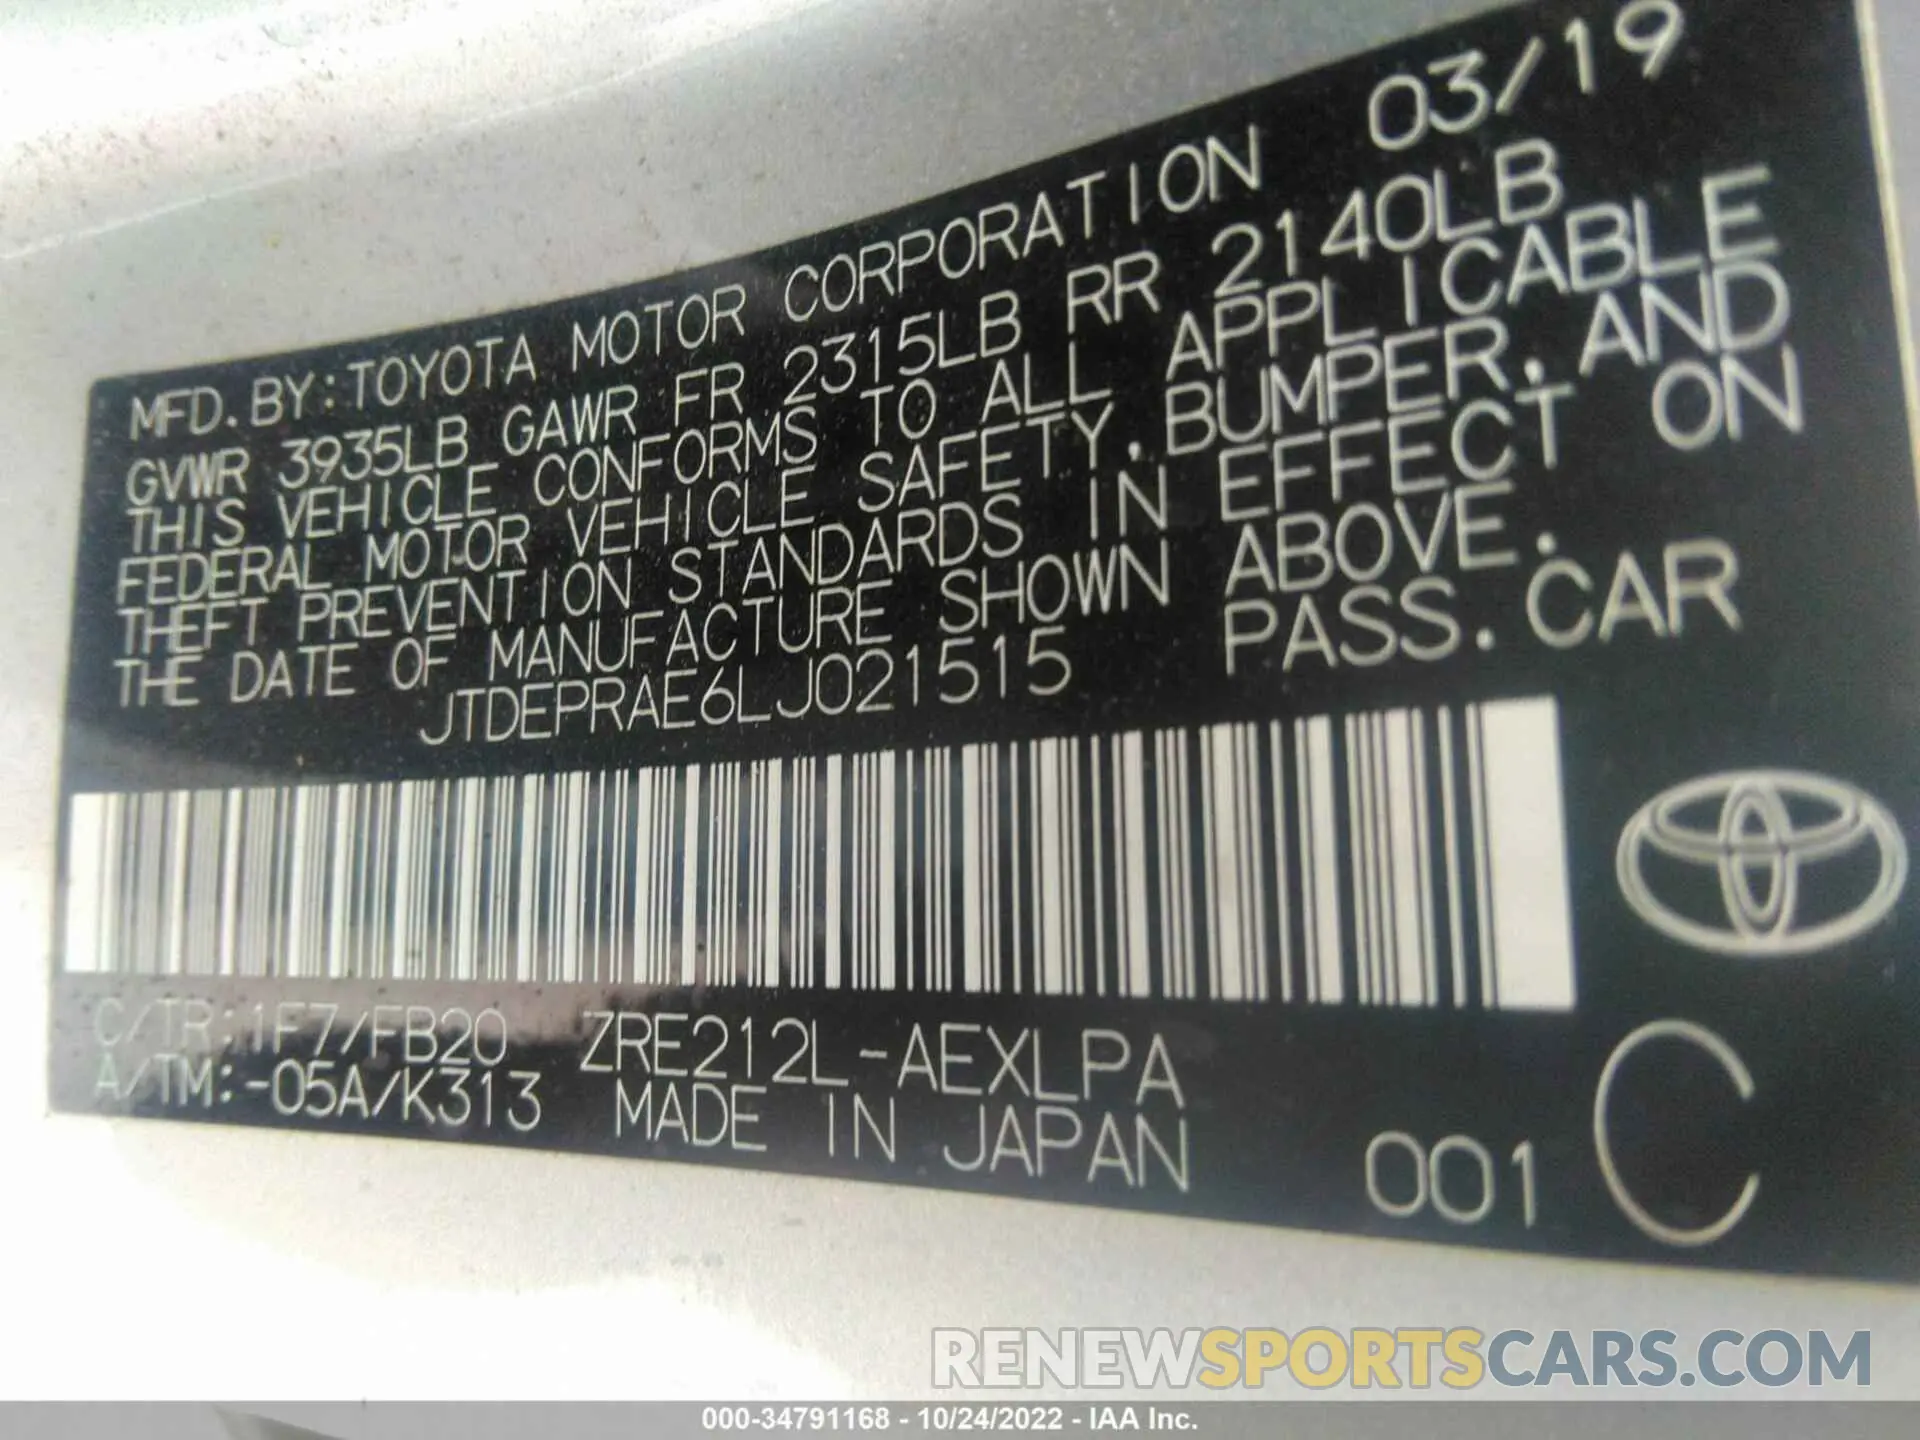 MFD. BY: TOYOTA MOTOR CORPORATION 03/19
GVWR 3935LB GAWR FR 2315LB RR 2140LB
THIS VEHICLE CONFORMS TO ALL APPLICABLE
FEDERAL MOTOR VEHICLE SAFETY, BUMPER, AND
THEFT PREVENTION STANDARDS IN EFFECT ON
THE DATE OF MANUFACTURE SHOWN ABOVE.
JTDEPRAE6LJ021515 PASS. CAR
C/TR: 1F7/FB20 ZRE212L-AEXLPA
A/TM: -05A/K313 MADE IN JAPAN
001 C
RENEWSPORTSCARS.COM
000-34791168 - 10/24/2022 - IAA Inc.